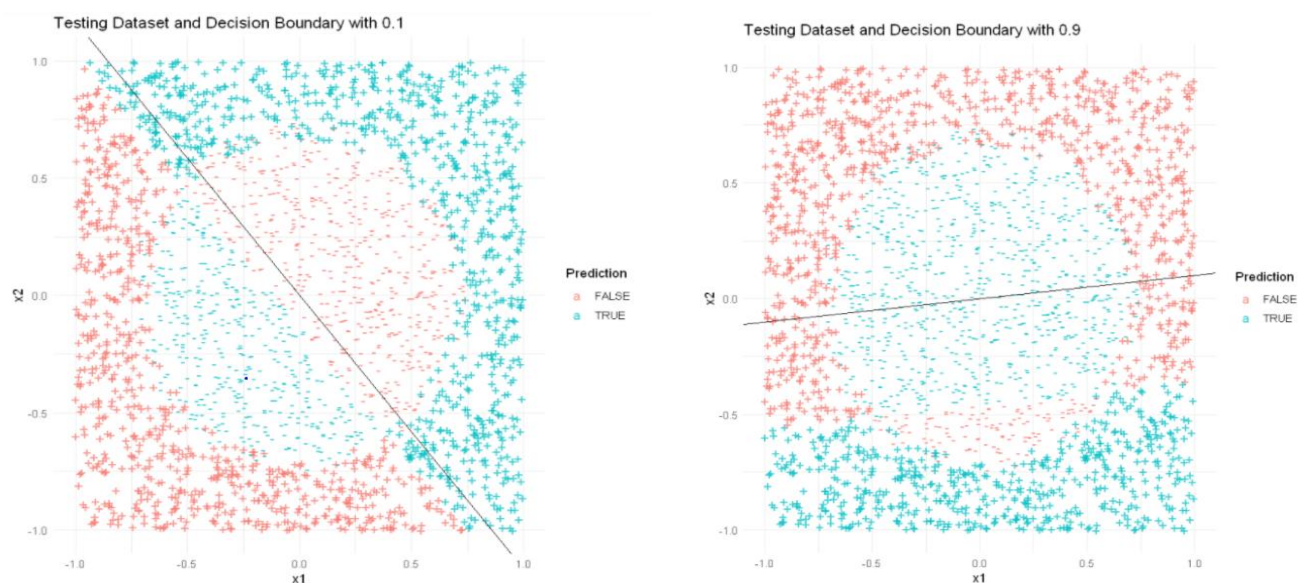 Testing Dataset and Decision Boundary with 0.1
1.0
0.5
0.0
-0.5
-1.0
x2
-1.0 -0.5 0.0 0.5 1.0
x1
Prediction
a FALSE
a TRUE
Testing Dataset and Decision Boundary with 0.9
1.0
0.5
0.0
-0.5
-1.0
x2
-1.0 -0.5 0.0 0.5 1.0
x1
Prediction
a FALSE
a TRUE